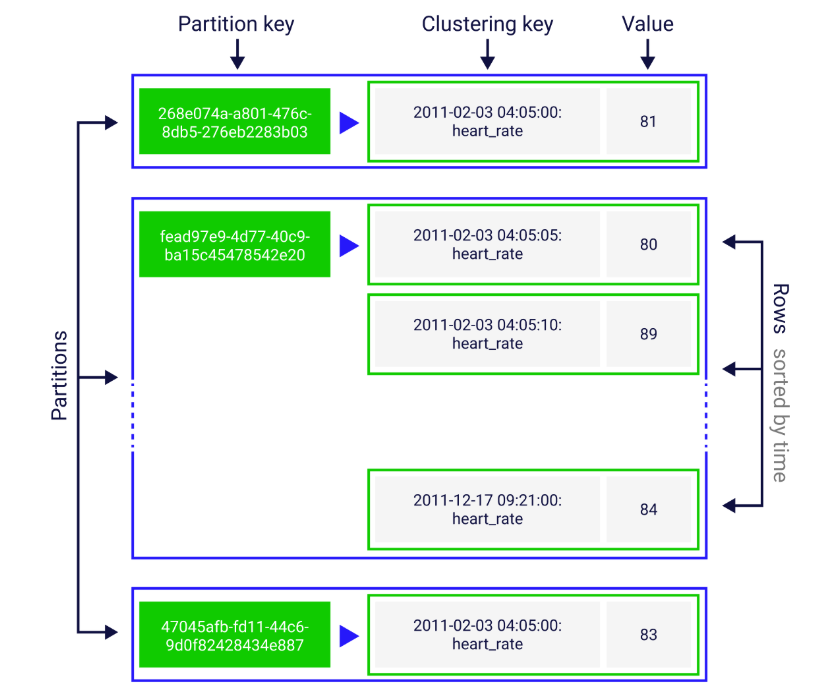 Partition key
Clustering key
Value
268e074a-a801-476c-
8db5-276eb2283b03
2011-02-03 04:05:00:
heart_rate
81
fead97e9-4d77-40c9-
ba15c45478542e20
2011-02-03 04:05:05:
heart_rate
80
2011-02-03 04:05:10:
heart_rate
89
Partitions
Rows sorted by time
2011-12-17 09:21:00:
heart_rate
84
47045afb-fd11-44c6-
9d0f82428434e887
2011-02-03 04:05:00:
heart_rate
83